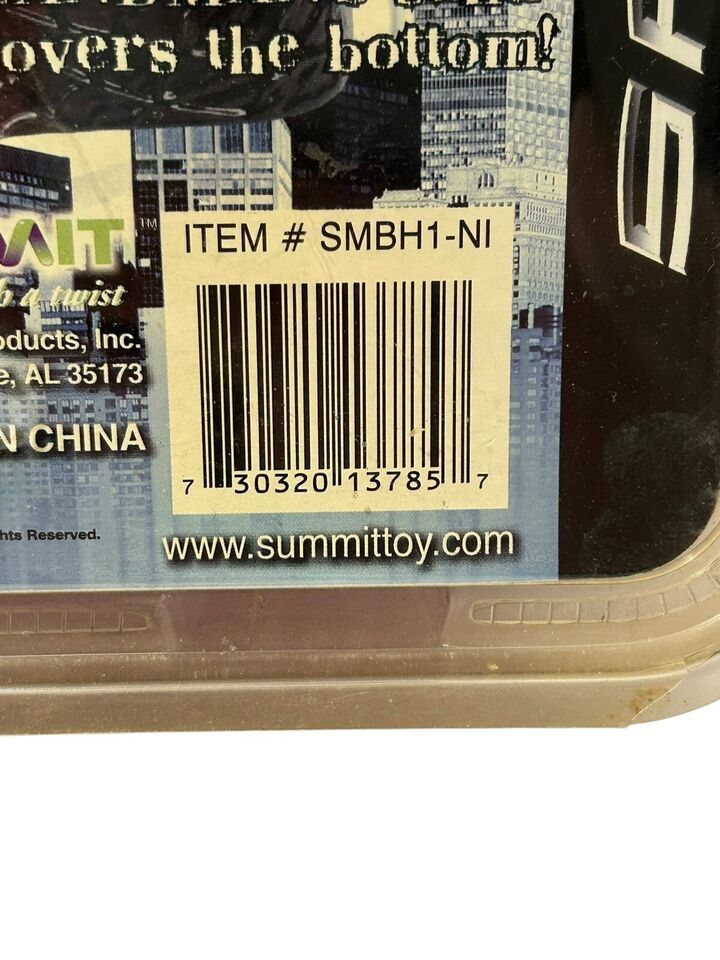 overs the bottom!
MIT™
a twist
oducts, Inc.
e, AL 35173
N CHINA
hts Reserved.
ITEM # SMBH1-NI
7 30320 13785 7
www.summittoy.com